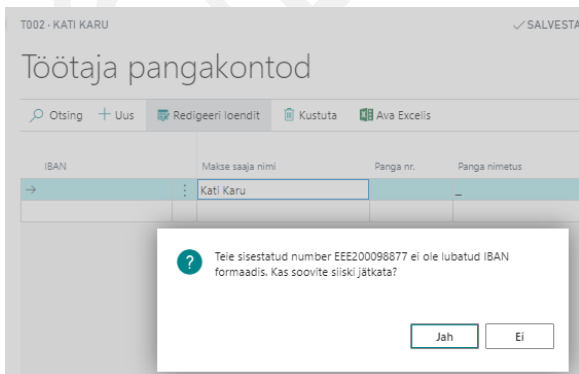 T002 · KATI KARU
SALVESTA
Töötaja pangakontod
Otsing + Uus Redigeeri loendit Kustuta Ava Excelis
IBAN Makse saaja nimi Panga nr. Panga nimetus
→ Kati Karu _
? Teie sisestatud number EEE200098877 ei ole lubatud IBAN
formaadis. Kas soovite siiski jätkata?
Jah Ei